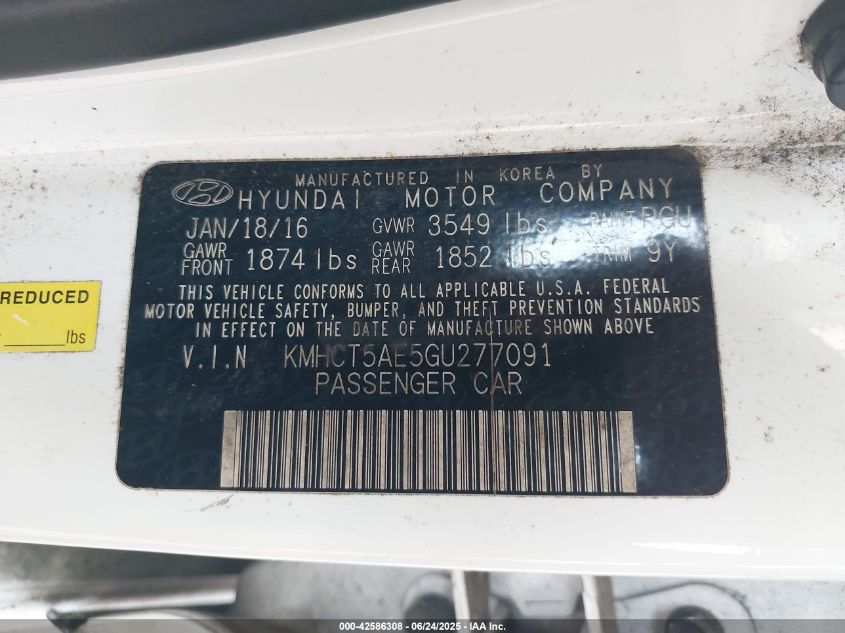 MANUFACTURED IN KOREA BY
HYUNDAI MOTOR COMPANY
JAN/18/16 GVWR 3549 lbs PAINT PGU
GAWR FRONT 1874 lbs GAWR REAR 1852 lbs TRIM 9Y
THIS VEHICLE CONFORMS TO ALL APPLICABLE U.S.A. FEDERAL
MOTOR VEHICLE SAFETY, BUMPER, AND THEFT PREVENTION STANDARDS
IN EFFECT ON THE DATE OF MANUFACTURE SHOWN ABOVE
V.I.N KMHCT5AE5GU277091
PASSENGER CAR
REDUCED
lbs
000-42586308 - 06/24/2025 - IAA Inc.